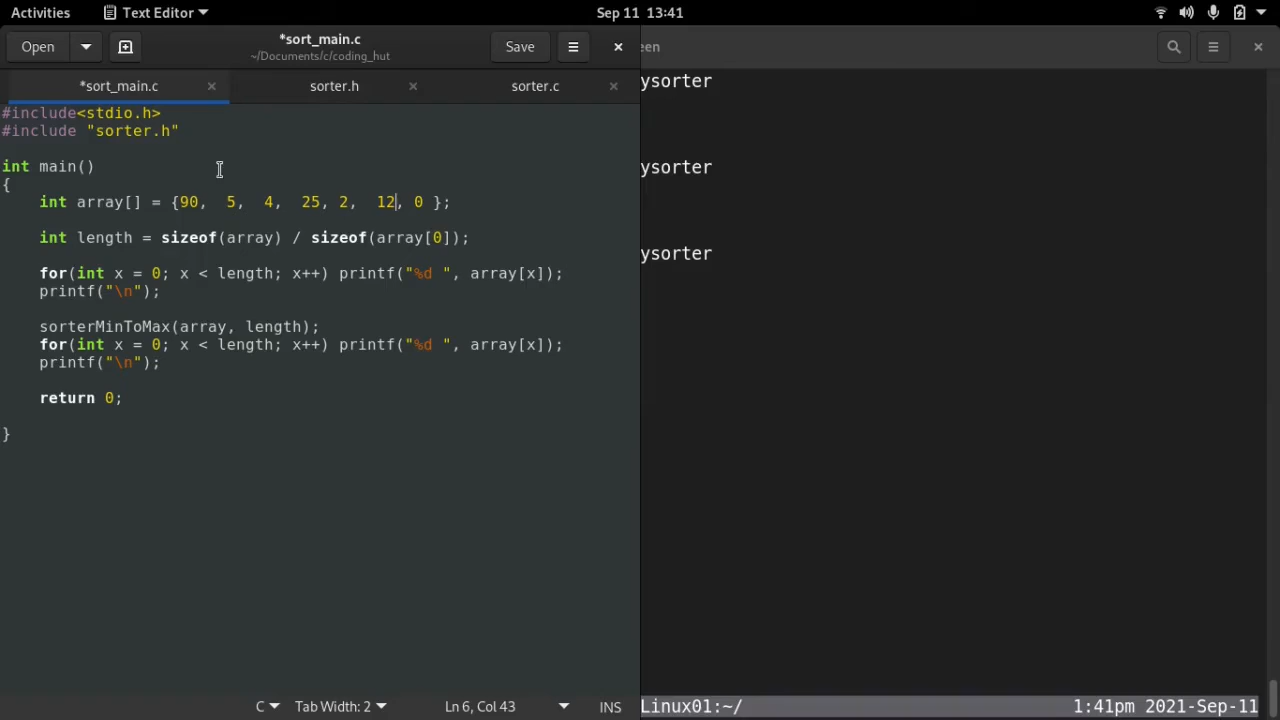 Activities Text Editor Sep 11 13:41
Open *sort_main.c Save een
~/Documents/c/coding_hut
*sort_main.c sorter.h sorter.c
#include<stdio.h>
#include "sorter.h"
int main()
{
int array[] = {90, 5, 4, 25, 2, 12, 0 };
int length = sizeof(array) / sizeof(array[0]);
for(int x = 0; x < length; x++) printf("%d ", array[x]);
printf("\n");
sorterMinToMax(array, length);
for(int x = 0; x < length; x++) printf("%d ", array[x]);
printf("\n");
return 0;
}
C Tab Width: 2 Ln 6, Col 43 INS
ysorter
ysorter
ysorter
Linux01:~/ 1:41pm 2021-Sep-11